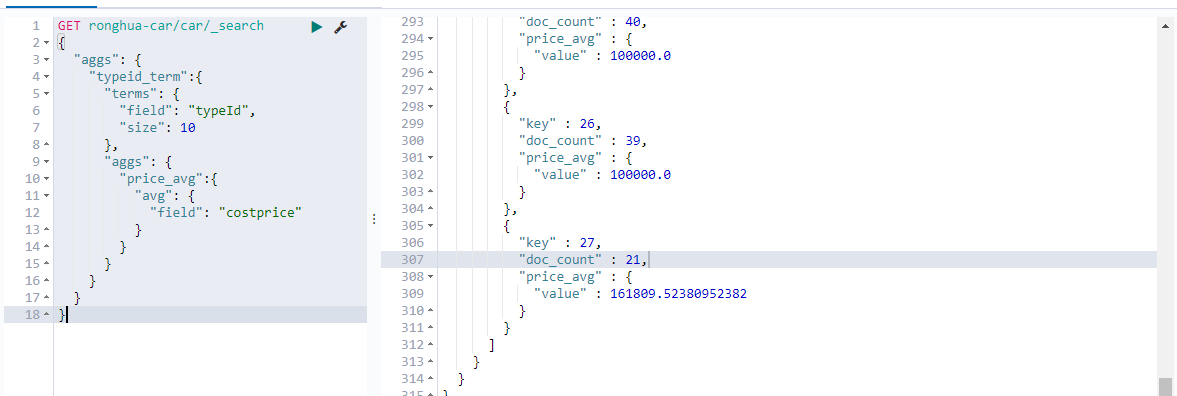 1 GET ronghua-car/car/_search
2 {
3 "aggs": {
4 "typeid_term":{
5 "terms": {
6 "field": "typeId",
7 "size": 10
8 },
9 "aggs": {
10 "price_avg":{
11 "avg": {
12 "field": "costprice"
13 }
14 }
15 }
16 }
17 }
18 }
293 "doc_count" : 40,
294 "price_avg" : {
295 "value" : 100000.0
296 }
297 },
298 {
299 "key" : 26,
300 "doc_count" : 39,
301 "price_avg" : {
302 "value" : 100000.0
303 }
304 },
305 {
306 "key" : 27,
307 "doc_count" : 21,
308 "price_avg" : {
309 "value" : 161809.52380952382
310 }
311 }
312 ]
313 }
314 }
315 }